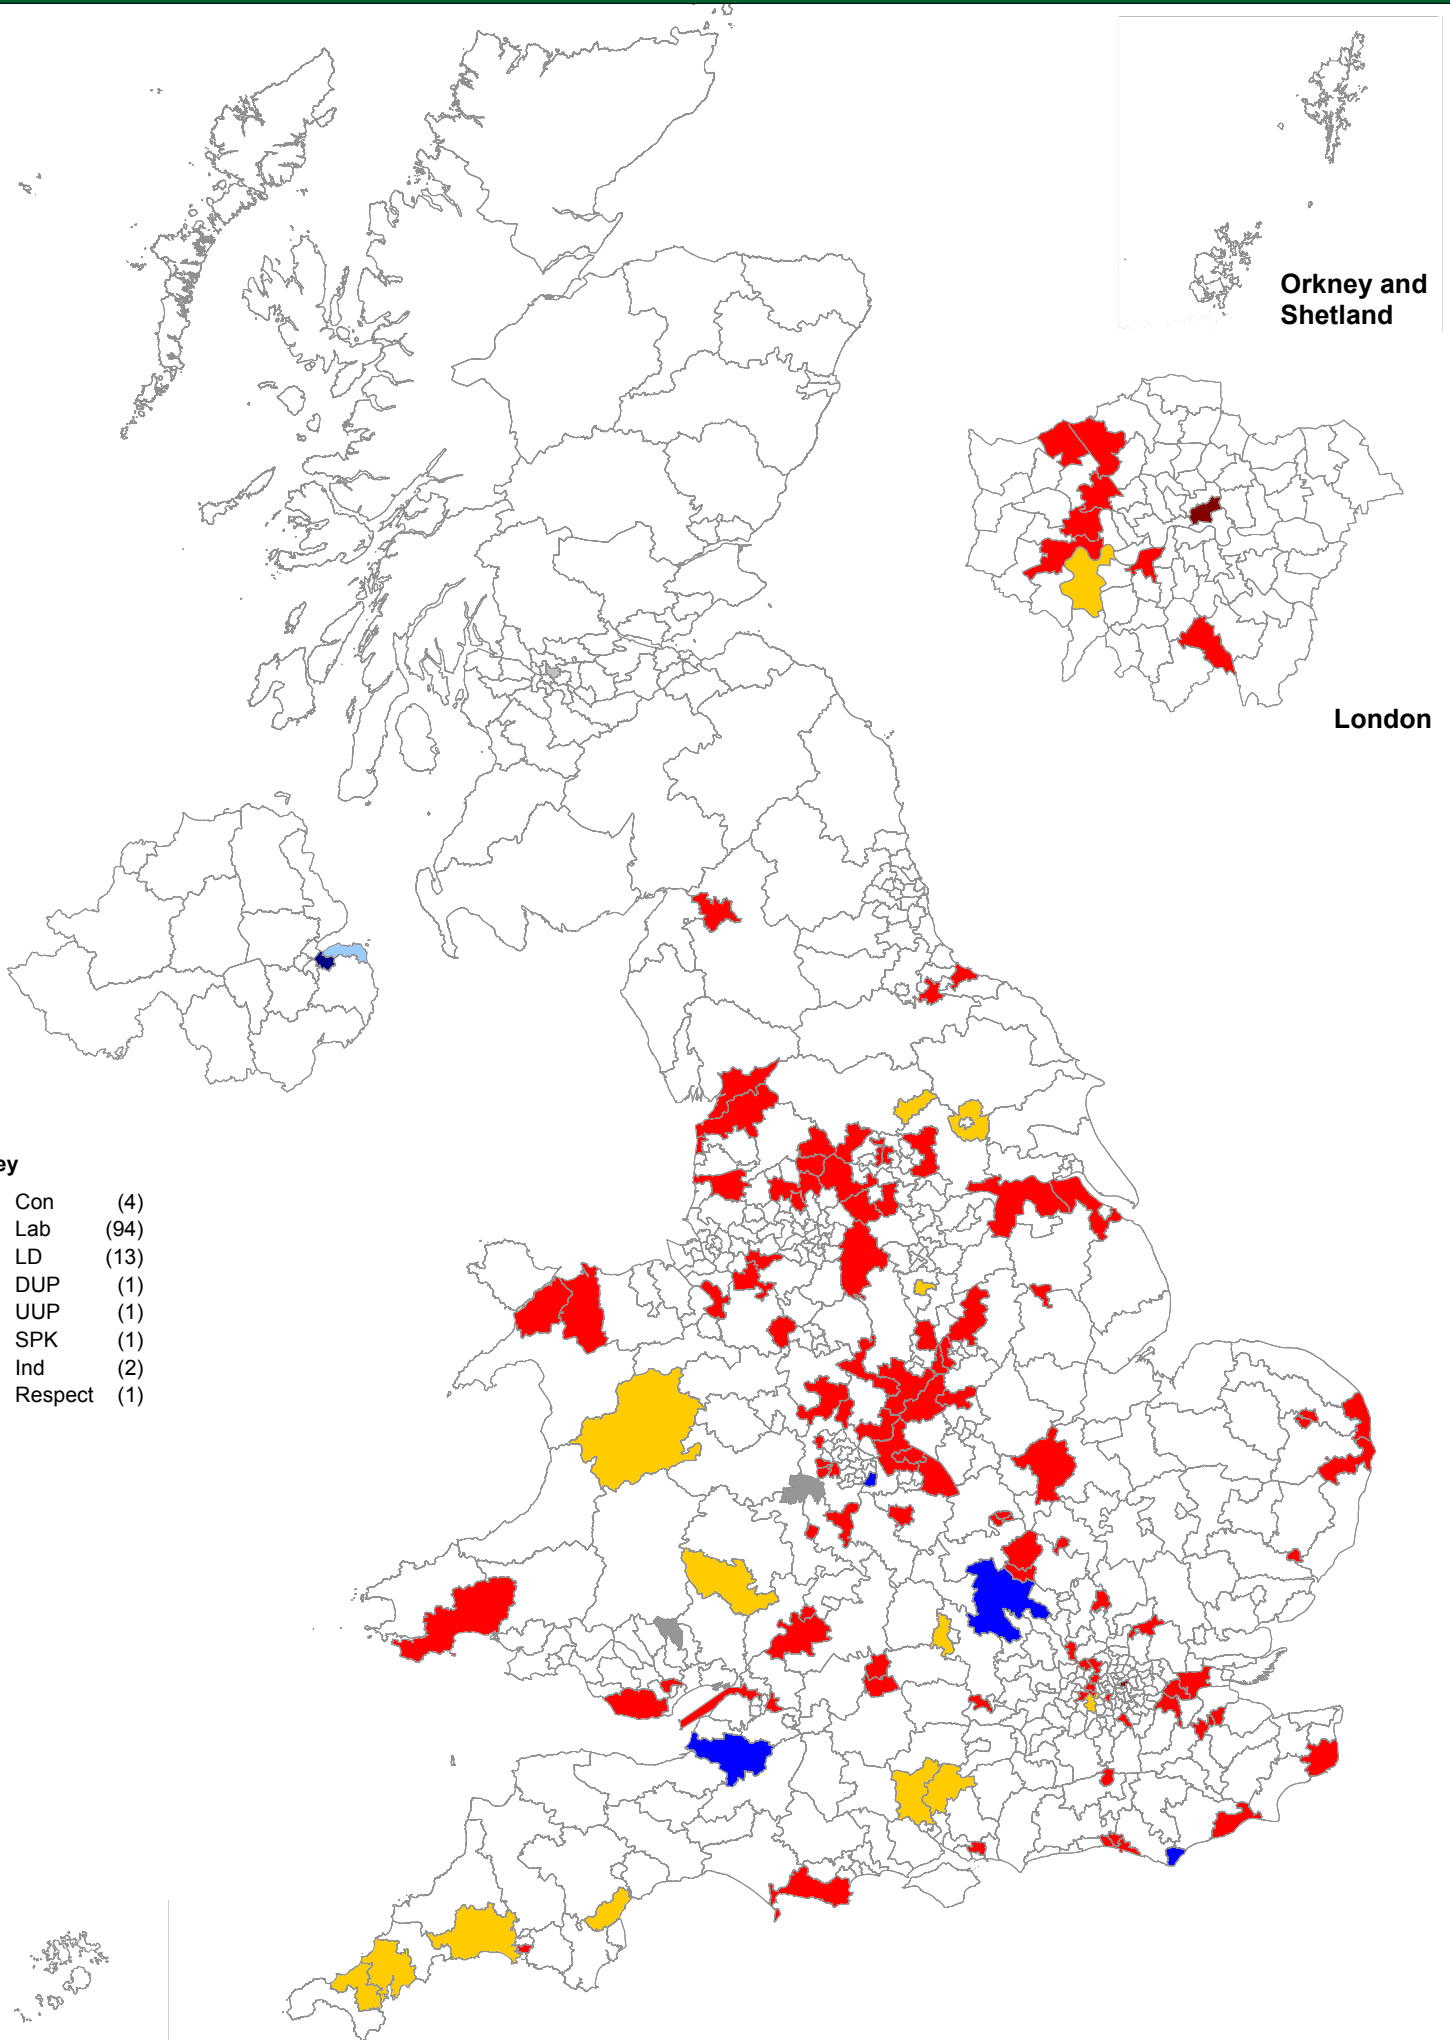 Orkney and
Shetland
London
ey
Con (4)
Lab (94)
LD (13)
DUP (1)
UUP (1)
SPK (1)
Ind (2)
Respect (1)